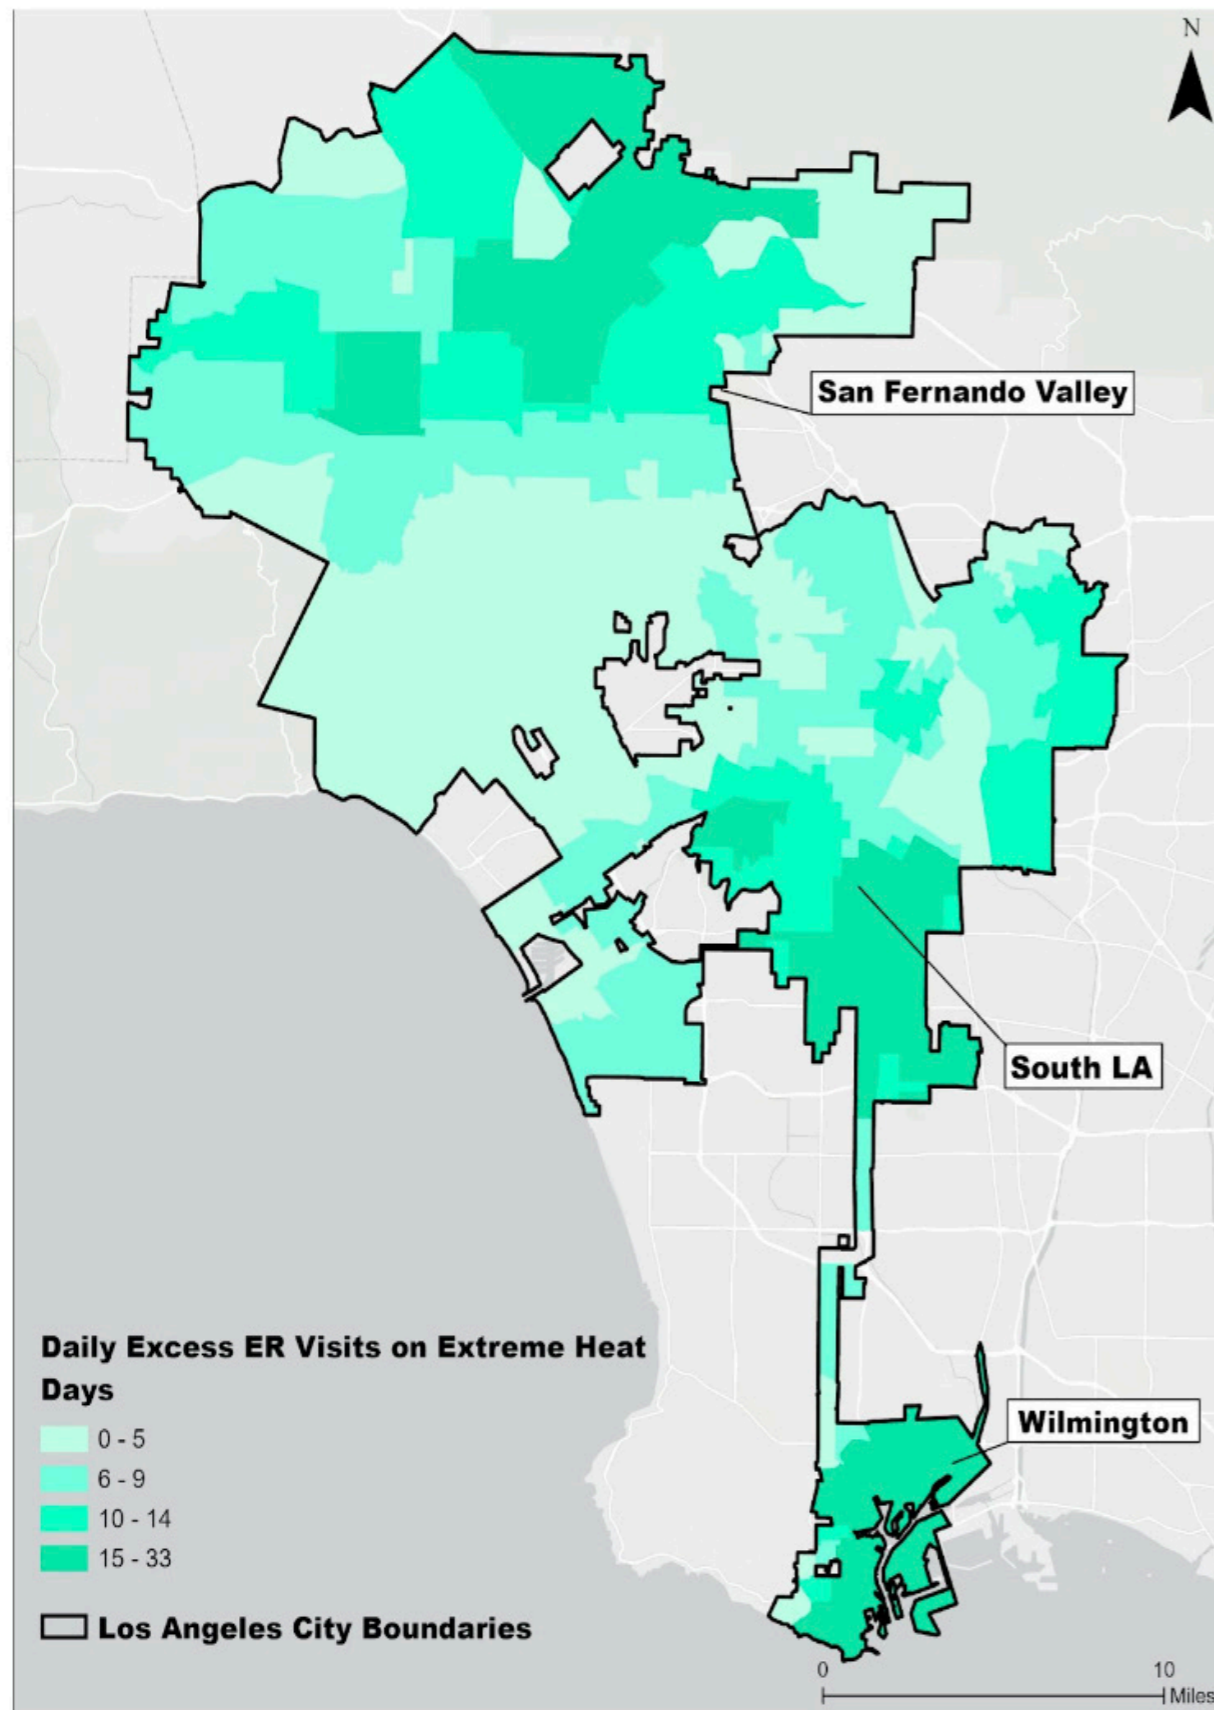 N
San Fernando Valley
South LA
Wilmington
Daily Excess ER Visits on Extreme Heat
Days
0 - 5
6 - 9
10 - 14
15 - 33
Los Angeles City Boundaries
0 10
Miles